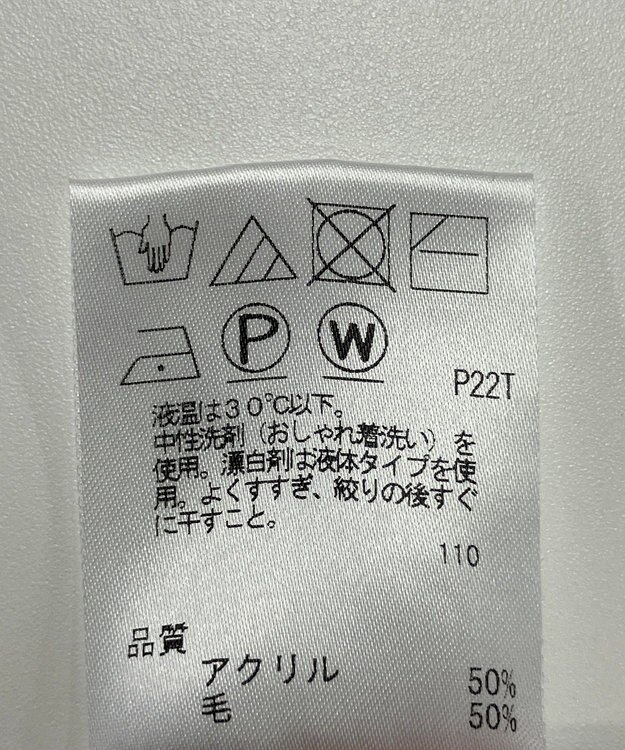 P W
P22T
液温は30℃以下。
中性洗剤（おしゃれ着洗い）を
使用。漂白剤は液体タイプを使
用。よくすすぎ、絞りの後すぐ
に干すこと。
110
品質
アクリル 50%
毛 50%